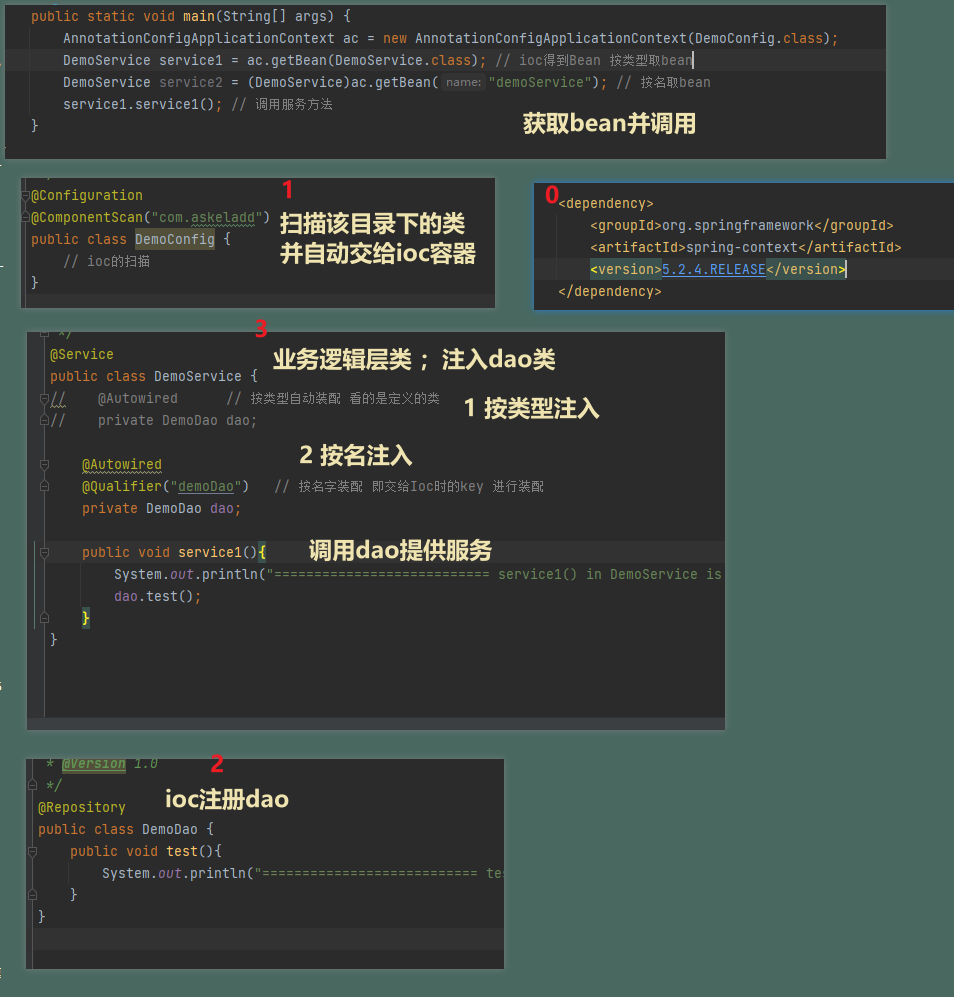 public static void main(String[] args) {
AnnotationConfigApplicationContext ac = new AnnotationConfigApplicationContext(DemoConfig.class);
DemoService service1 = ac.getBean(DemoService.class); // ioc得到Bean 按类型取bean
DemoService service2 = (DemoService)ac.getBean( name: "demoService"); // 按名取bean
service1.service1(); // 调用服务方法
}
获取bean并调用
1
@Configuration
@ComponentScan("com.askeladd")
public class DemoConfig {
// ioc的扫描
}
扫描该目录下的类
并自动交给ioc容器
0
<dependency>
<groupId>org.springframework</groupId>
<artifactId>spring-context</artifactId>
<version>5.2.4.RELEASE</version>
</dependency>
3
*/
@Service
业务逻辑层类； 注入dao类
public class DemoService {
// @Autowired // 按类型自动装配 看的是定义的类
// private DemoDao dao;
1 按类型注入
2 按名注入
@Autowired
@Qualifier("demoDao") // 按名字装配 即交给Ioc时的key 进行装配
private DemoDao dao;
public void service1(){
调用dao提供服务
System.out.println("=========================== service1() in DemoService is
dao.test();
}
}
2
* @Version 1.0
*/
ioc注册dao
@Repository
public class DemoDao {
public void test(){
System.out.println("=========================== tes
}
}